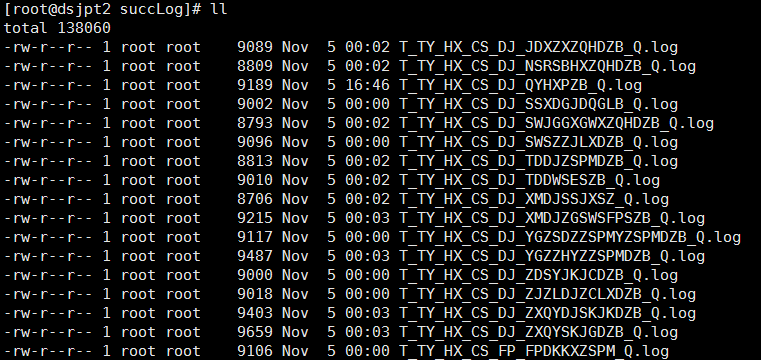 [root@dsjpt2 succLog]# ll
total 138060
-rw-r--r-- 1 root root    9089 Nov  5 00:02 T_TY_HX_CS_DJ_JDXZXZQHDZB_Q.log
-rw-r--r-- 1 root root    8809 Nov  5 00:02 T_TY_HX_CS_DJ_NSRSBHXZQHDZB_Q.log
-rw-r--r-- 1 root root    9189 Nov  5 16:46 T_TY_HX_CS_DJ_QYHXPZB_Q.log
-rw-r--r-- 1 root root    9002 Nov  5 00:00 T_TY_HX_CS_DJ_SSXDGJDQGLB_Q.log
-rw-r--r-- 1 root root    8793 Nov  5 00:02 T_TY_HX_CS_DJ_SWJGGXGWXZQHDZB_Q.log
-rw-r--r-- 1 root root    9096 Nov  5 00:00 T_TY_HX_CS_DJ_SWSZZJLXDZB_Q.log
-rw-r--r-- 1 root root    8813 Nov  5 00:02 T_TY_HX_CS_DJ_TDDJZSPMDZB_Q.log
-rw-r--r-- 1 root root    9010 Nov  5 00:02 T_TY_HX_CS_DJ_TDDWSESZB_Q.log
-rw-r--r-- 1 root root    8706 Nov  5 00:02 T_TY_HX_CS_DJ_XMDJSSJXSZ_Q.log
-rw-r--r-- 1 root root    9215 Nov  5 00:03 T_TY_HX_CS_DJ_XMDJZGSWSFPSZB_Q.log
-rw-r--r-- 1 root root    9117 Nov  5 00:00 T_TY_HX_CS_DJ_YGZSDZZSPMYZSPMDZB_Q.log
-rw-r--r-- 1 root root    9487 Nov  5 00:03 T_TY_HX_CS_DJ_YGZZHYZZSPMDZB_Q.log
-rw-r--r-- 1 root root    9000 Nov  5 00:00 T_TY_HX_CS_DJ_ZDSYJKJCDZB_Q.log
-rw-r--r-- 1 root root    9018 Nov  5 00:00 T_TY_HX_CS_DJ_ZJZLDJZCLXDZB_Q.log
-rw-r--r-- 1 root root    9403 Nov  5 00:03 T_TY_HX_CS_DJ_ZXQYDJSKJKDZB_Q.log
-rw-r--r-- 1 root root    9659 Nov  5 00:03 T_TY_HX_CS_DJ_ZXQYSKJGDZB_Q.log
-rw-r--r-- 1 root root    9106 Nov  5 00:00 T_TY_HX_CS_FP_FPDKKXZSPM_Q.log